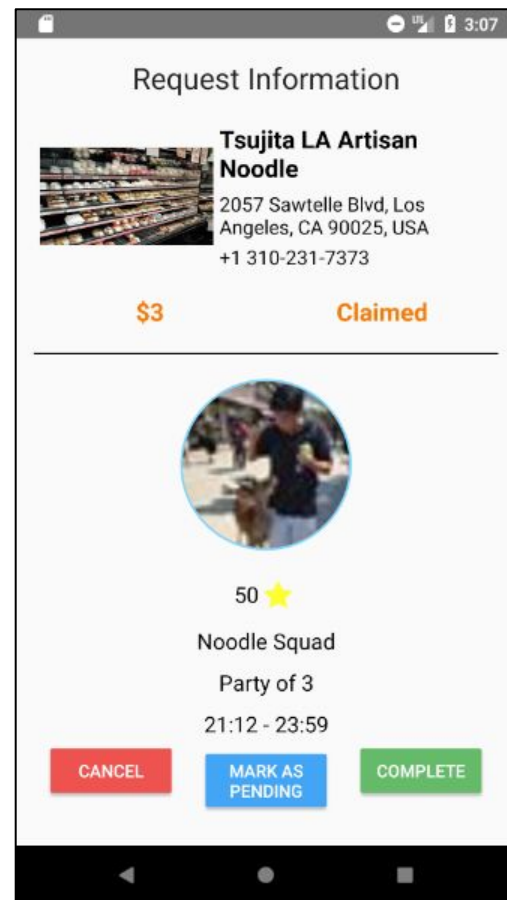 LTE 3:07
Request Information
Tsujita LA Artisan
Noodle
2057 Sawtelle Blvd, Los
Angeles, CA 90025, USA
+1 310-231-7373
$3 Claimed
50
Noodle Squad
Party of 3
21:12 - 23:59
CANCEL MARK AS COMPLETE
PENDING